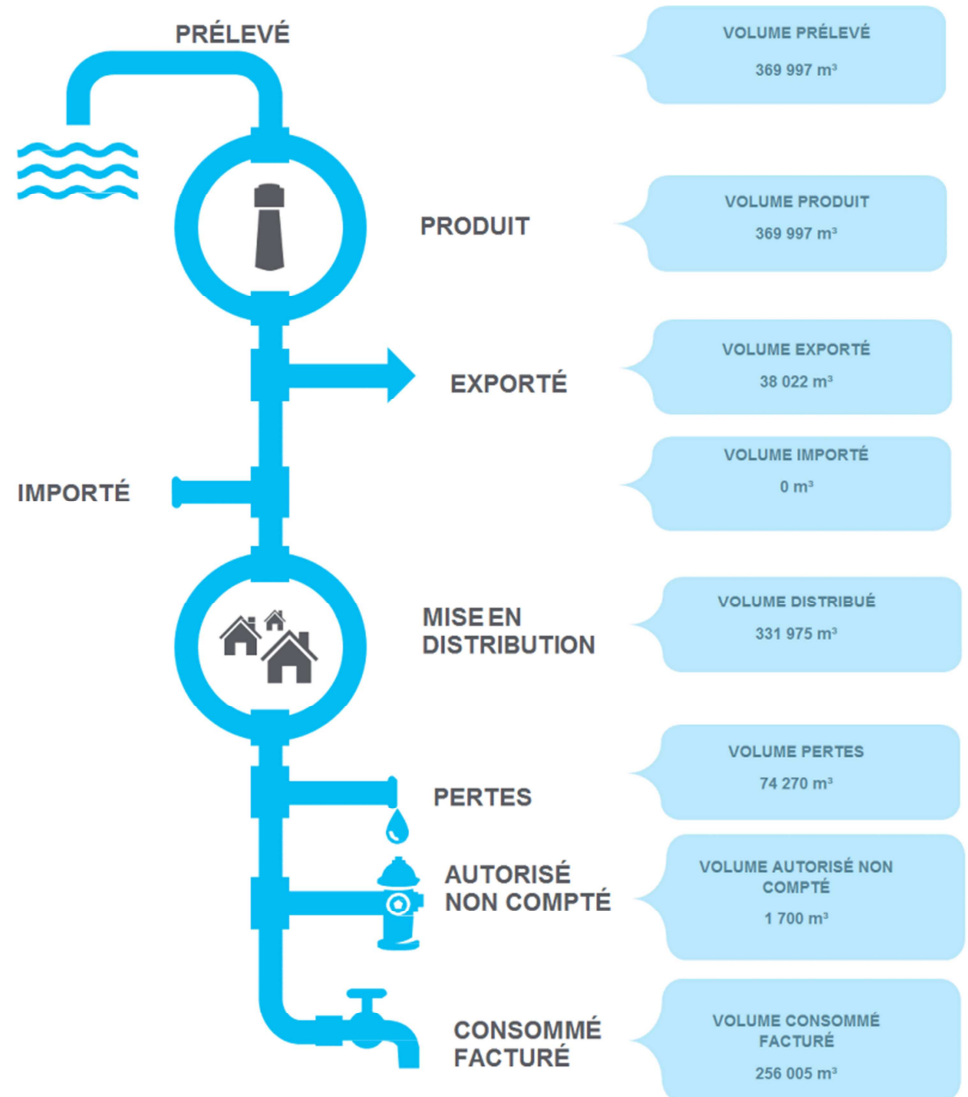 PRÉLEVÉ
VOLUME PRÉLEVÉ
369 997 m³
PRODUIT
VOLUME PRODUIT
369 997 m³
EXPORTÉ
VOLUME EXPORTÉ
38 022 m³
IMPORTÉ
VOLUME IMPORTÉ
0 m³
MISE EN
DISTRIBUTION
VOLUME DISTRIBUÉ
331 975 m³
PERTES
VOLUME PERTES
74 270 m³
AUTORISÉ
NON COMPTÉ
VOLUME AUTORISÉ NON
COMPTÉ
1 700 m³
CONSOMMÉ
FACTURÉ
VOLUME CONSOMMÉ
FACTURÉ
256 005 m³